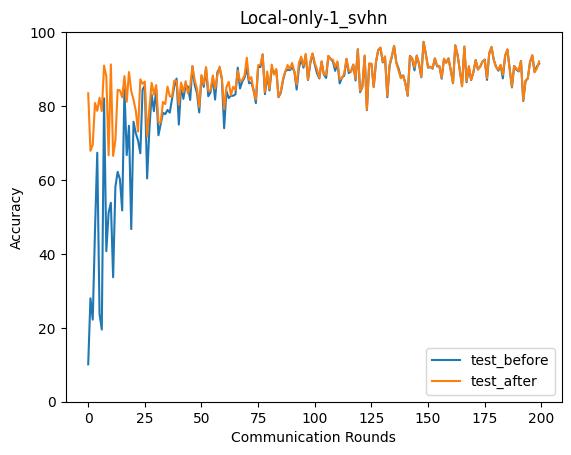 Local-only-1_svhn
Accuracy
100
80
60
40
20
0
0 25 50 75 100 125 150 175 200
Communication Rounds
test_before
test_after